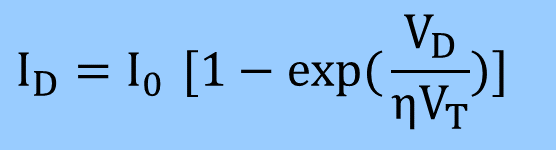 I_D = I_0 [1 − exp(V_D/ηV_T)]